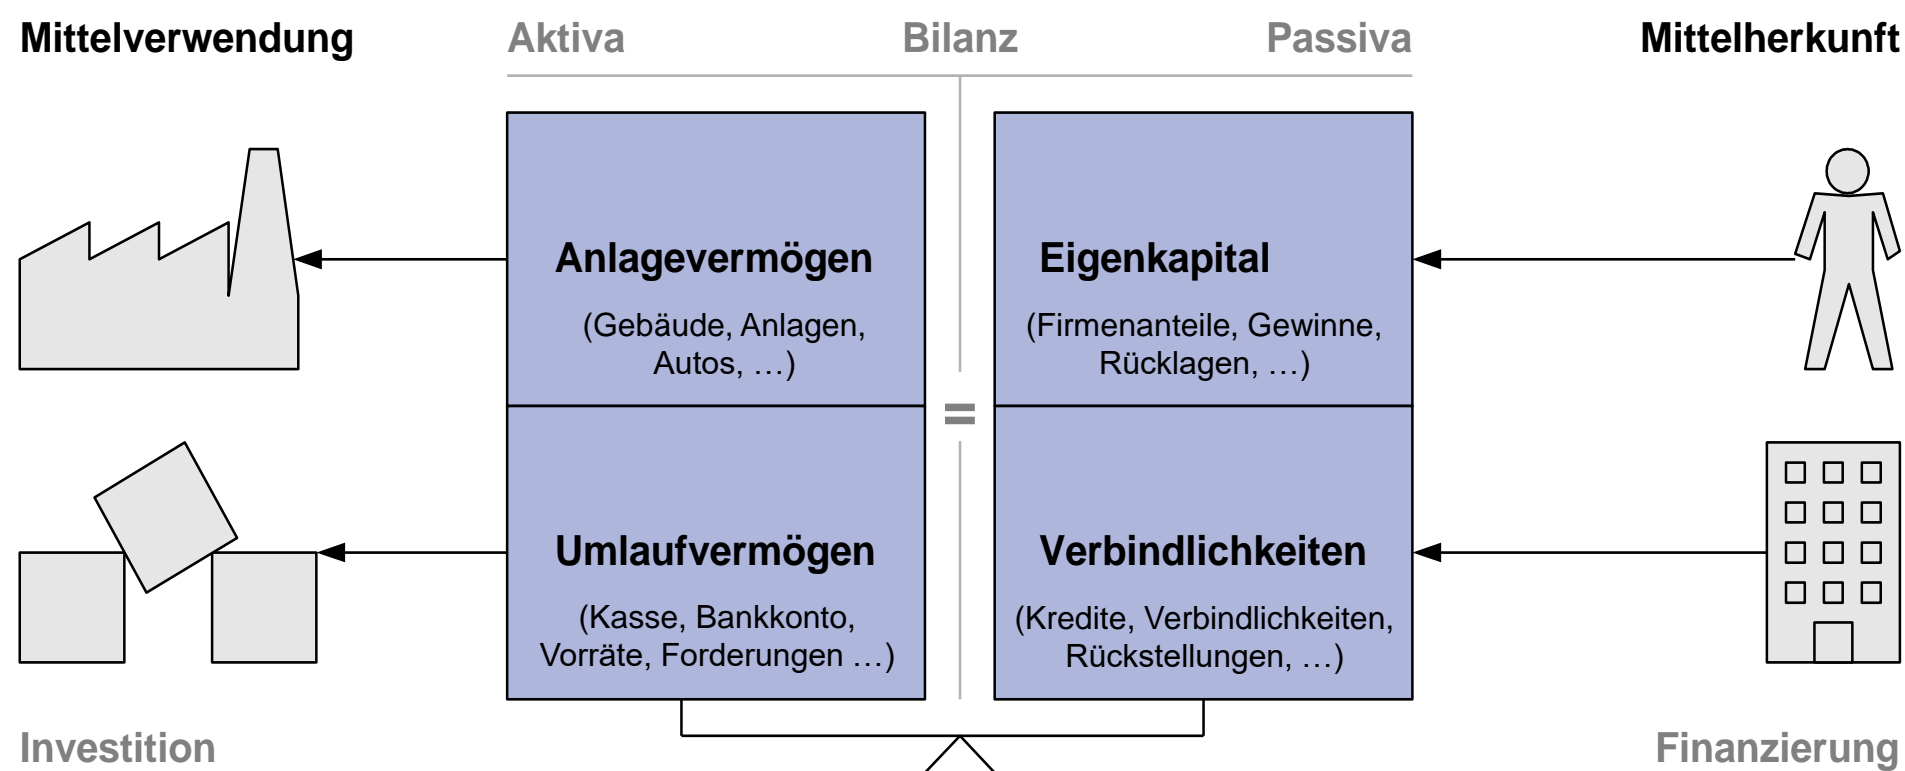 Mittelverwendung
Aktiva
Bilanz
Passiva
Mittelherkunft
Anlagevermögen
(Gebäude, Anlagen,
Autos, …)
Eigenkapital
(Firmenanteile, Gewinne,
Rücklagen, …)
=
Umlaufvermögen
(Kasse, Bankkonto,
Vorräte, Forderungen …)
Verbindlichkeiten
(Kredite, Verbindlichkeiten,
Rückstellungen, …)
Investition
Finanzierung